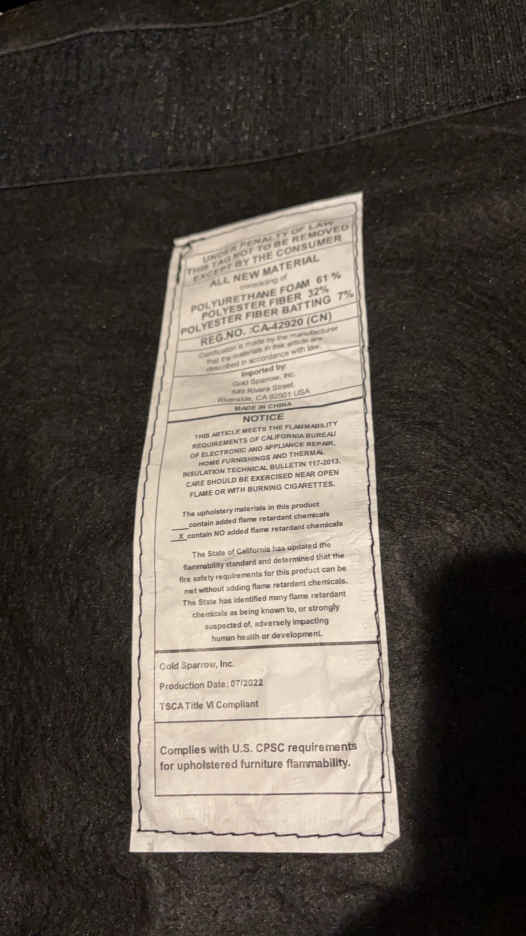 UNDER PENALTY OF LAW
THIS TAG NOT TO BE REMOVED
EXCEPT BY THE CONSUMER
ALL NEW MATERIAL
consisting of
POLYURETHANE FOAM 61 %
POLYESTER FIBER 32%
POLYESTER FIBER BATTING 7%
REG.NO. :CA-42920 (CN)
Certification is made by the manufacturer
that the materials in this article are
described in accordance with law.
Imported by:
Gold Sparrow, Inc.
Rivera Street
Riverside, CA 92501 USA
MADE IN CHINA
NOTICE
THIS ARTICLE MEETS THE FLAMMABILITY
REQUIREMENTS OF CALIFORNIA BUREAU
OF ELECTRONIC AND APPLIANCE REPAIR,
HOME FURNISHINGS AND THERMAL
INSULATION TECHNICAL BULLETIN 117-2013.
CARE SHOULD BE EXERCISED NEAR OPEN
FLAME OR WITH BURNING CIGARETTES.
The upholstery materials in this product
____contain added flame retardant chemicals
_X_contain NO added flame retardant chemicals
The State of California has updated the
flammability standard and determined that the
fire safety requirements for this product can be
met without adding flame retardant chemicals.
The State has identified many flame retardant
chemicals as being known to, or strongly
suspected of, adversely impacting
human health or development.
Gold Sparrow, Inc.
Production Date: 07/2022
TSCA Title VI Compliant
Complies with U.S. CPSC requirements
for upholstered furniture flammability.